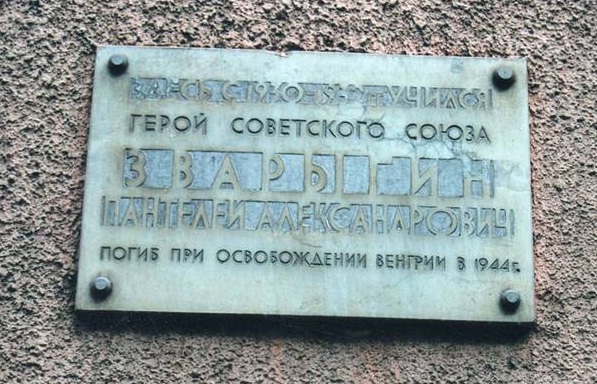 ЗДЕСЬ С УЧИЛСЯ
ГЕРОЙ СОВЕТСКОГО СОЮЗА
ЗВАРЫГИН
ПАНТЕЛЕЙ АЛЕКСАНДРОВИЧ
ПОГИБ ПРИ ОСВОБОЖДЕНИИ ВЕНГРИИ В 1944г.